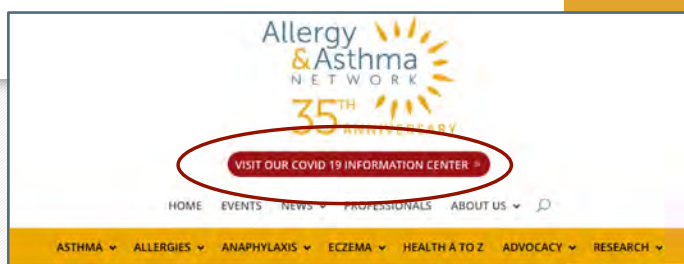 Allergy
& Asthma
NETWORK
35TH
ANNIVERSARY
VISIT OUR COVID 19 INFORMATION CENTER »
HOME EVENTS NEWS PROFESSIONALS ABOUT US
ASTHMA ALLERGIES ANAPHYLAXIS ECZEMA HEALTH A TO Z ADVOCACY RESEARCH